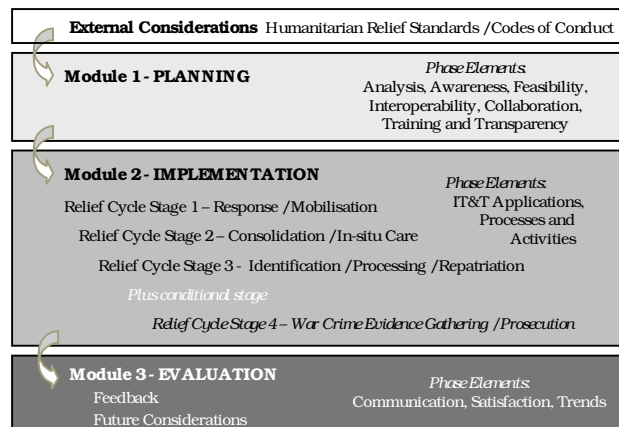 External Considerations Humanitarian Relief Standards / Codes of Conduct
Module 1 - PLANNING
Phase Elements:
Analysis, Awareness, Feasibility,
Interoperability, Collaboration,
Training and Transparency
Module 2 - IMPLEMENTATION
Phase Elements:
IT&T Applications,
Processes and
Activities
Relief Cycle Stage 1 – Response / Mobilisation
Relief Cycle Stage 2 – Consolidation / In-situ Care
Relief Cycle Stage 3 - Identification / Processing / Repatriation
Plus conditional stage
Relief Cycle Stage 4 – War Crime Evidence Gathering / Prosecution
Module 3 - EVALUATION
Feedback
Future Considerations
Phase Elements:
Communication, Satisfaction, Trends